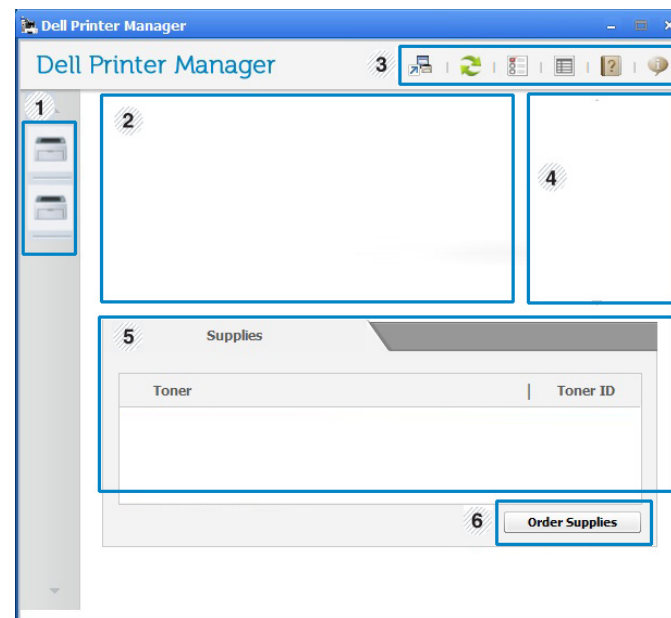 Dell Printer Manager
Dell Printer Manager
3
1
2
4
5 Supplies
Toner | Toner ID
6 Order Supplies